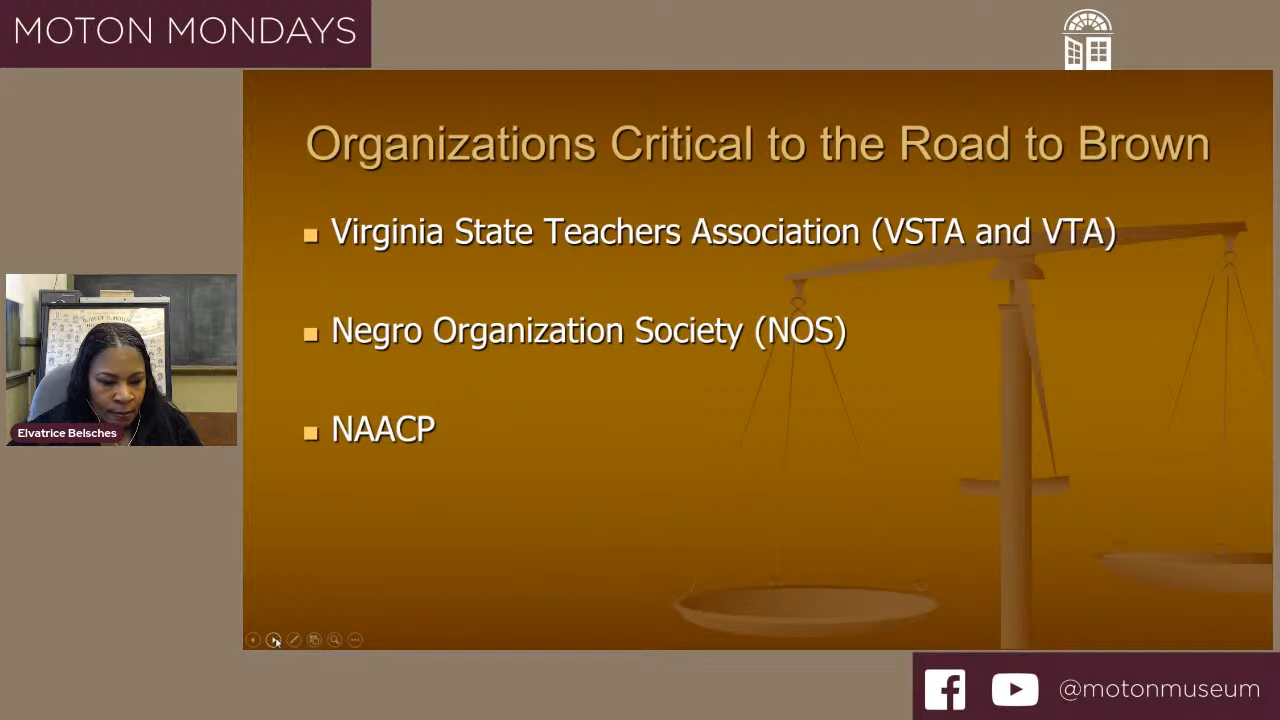 MOTON MONDAYS
Organizations Critical to the Road to Brown
Virginia State Teachers Association (VSTA and VTA)
Negro Organization Society (NOS)
NAACP
Elvatrice Belsches
@motonmuseum